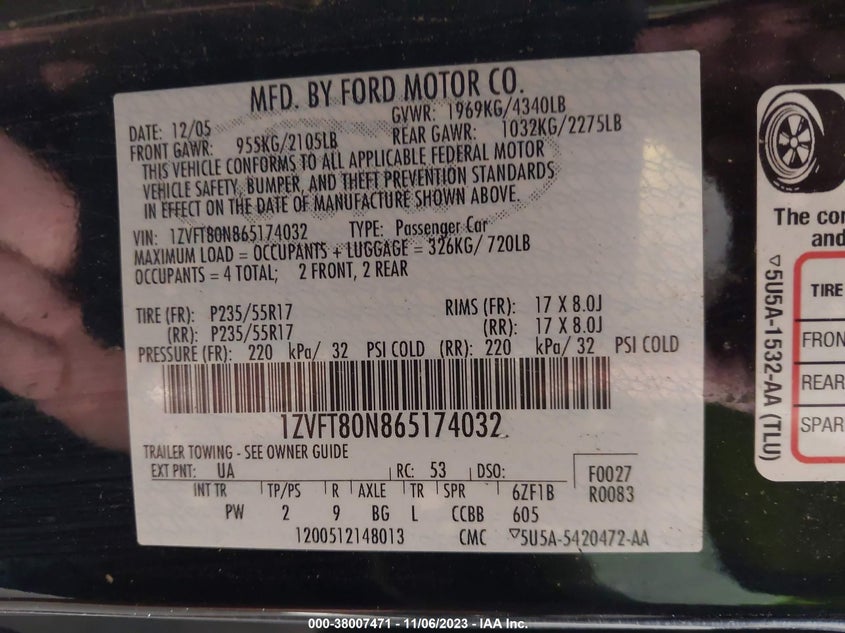 MFD. BY FORD MOTOR CO.
DATE: 12/05 GVWR: 1969KG/4340LB
FRONT GAWR: 955KG/2105LB REAR GAWR: 1032KG/2275LB
THIS VEHICLE CONFORMS TO ALL APPLICABLE FEDERAL MOTOR
VEHICLE SAFETY, BUMPER, AND THEFT PREVENTION STANDARDS
IN EFFECT ON THE DATE OF MANUFACTURE SHOWN ABOVE.
VIN: 1ZVFT80N865174032 TYPE: Passenger Car
MAXIMUM LOAD = OCCUPANTS + LUGGAGE = 326KG/ 720LB
OCCUPANTS = 4 TOTAL; 2 FRONT, 2 REAR
TIRE (FR): P235/55R17 RIMS (FR): 17 X 8.0J
(RR): P235/55R17 (RR): 17 X 8.0J
PRESSURE (FR): 220 kPa/ 32 PSI COLD (RR): 220 kPa/ 32 PSI COLD
1ZVFT80N865174032
TRAILER TOWING - SEE OWNER GUIDE
EXT PNT: UA RC: 53 DSO: F0027
INT TR TP/PS R AXLE TR SPR 6ZF1B R0083
PW 2 9 BG L CCBB 605
1200512148013 CMC ▽5U5A-5420472-AA
The con
and
TIRE
FRON
REAR
SPAR
▽5U5A-1532-AA (TLU)
000-38007471 - 11/06/2023 - IAA Inc.